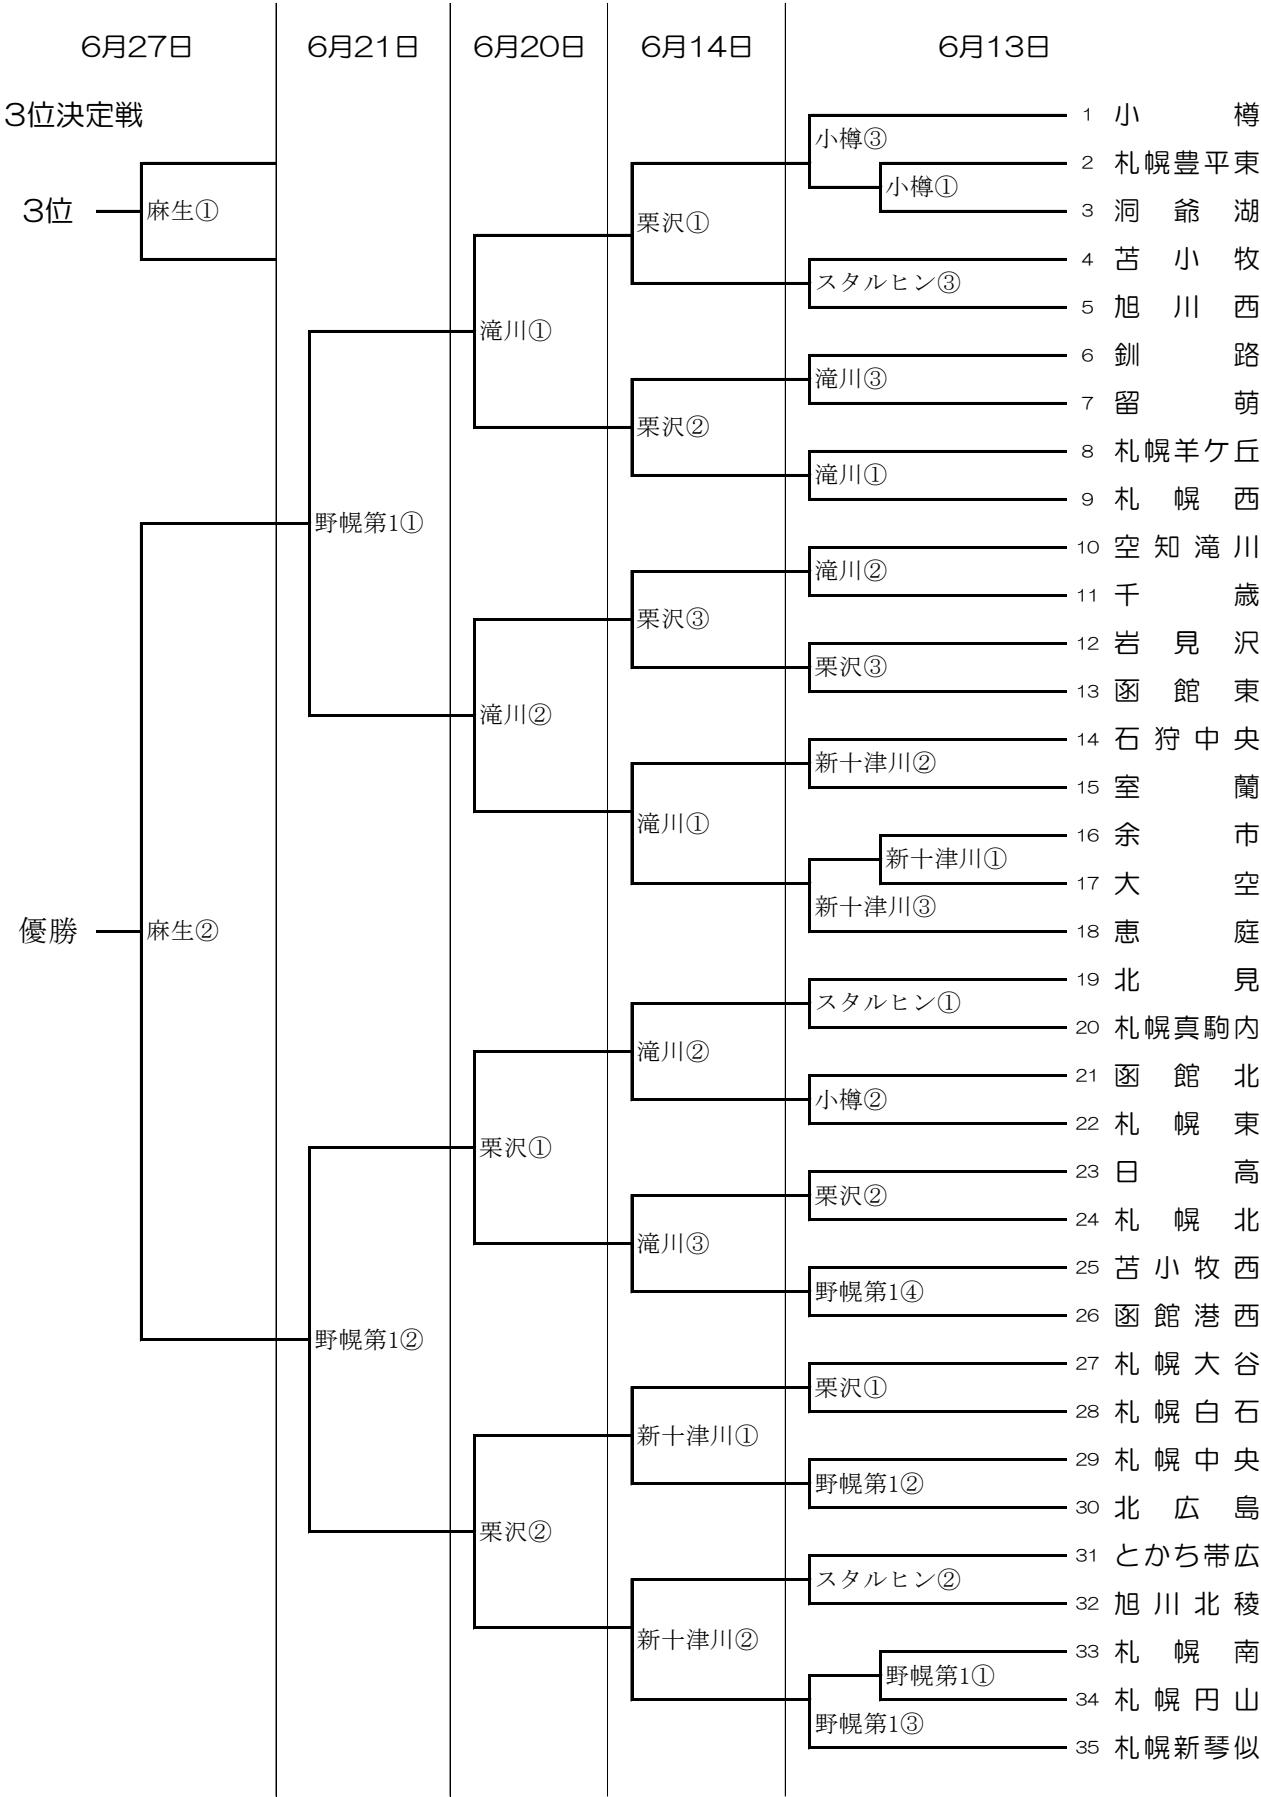 6月27日 6月21日 6月20日 6月14日 6月13日
3位決定戦
1 小樽
小樽③
2 札幌豊平東
小樽①
3位 麻生① 3 洞爺湖
栗沢①
4 苫小牧
スタルヒン③
5 旭川西
滝川①
6 釧路
滝川③
7 留萌
栗沢②
8 札幌羊ケ丘
滝川①
9 札幌西
野幌第1①
10 空知滝川
滝川②
11 千歳
栗沢③
12 岩見沢
栗沢③
13 函館東
滝川②
14 石狩中央
新十津川②
15 室蘭
滝川①
16 余市
新十津川①
17 大空
新十津川③
優勝 麻生② 18 恵庭
19 北見
スタルヒン①
20 札幌真駒内
滝川②
21 函館北
小樽②
22 札幌東
栗沢①
23 日高
栗沢②
24 札幌北
滝川③
25 苫小牧西
野幌第1④
26 函館港西
野幌第1②
27 札幌大谷
栗沢①
28 札幌白石
新十津川①
29 札幌中央
野幌第1②
30 北広島
栗沢②
31 とかち帯広
スタルヒン②
32 旭川北稜
新十津川②
33 札幌南
野幌第1①
34 札幌円山
野幌第1③
35 札幌新琴似